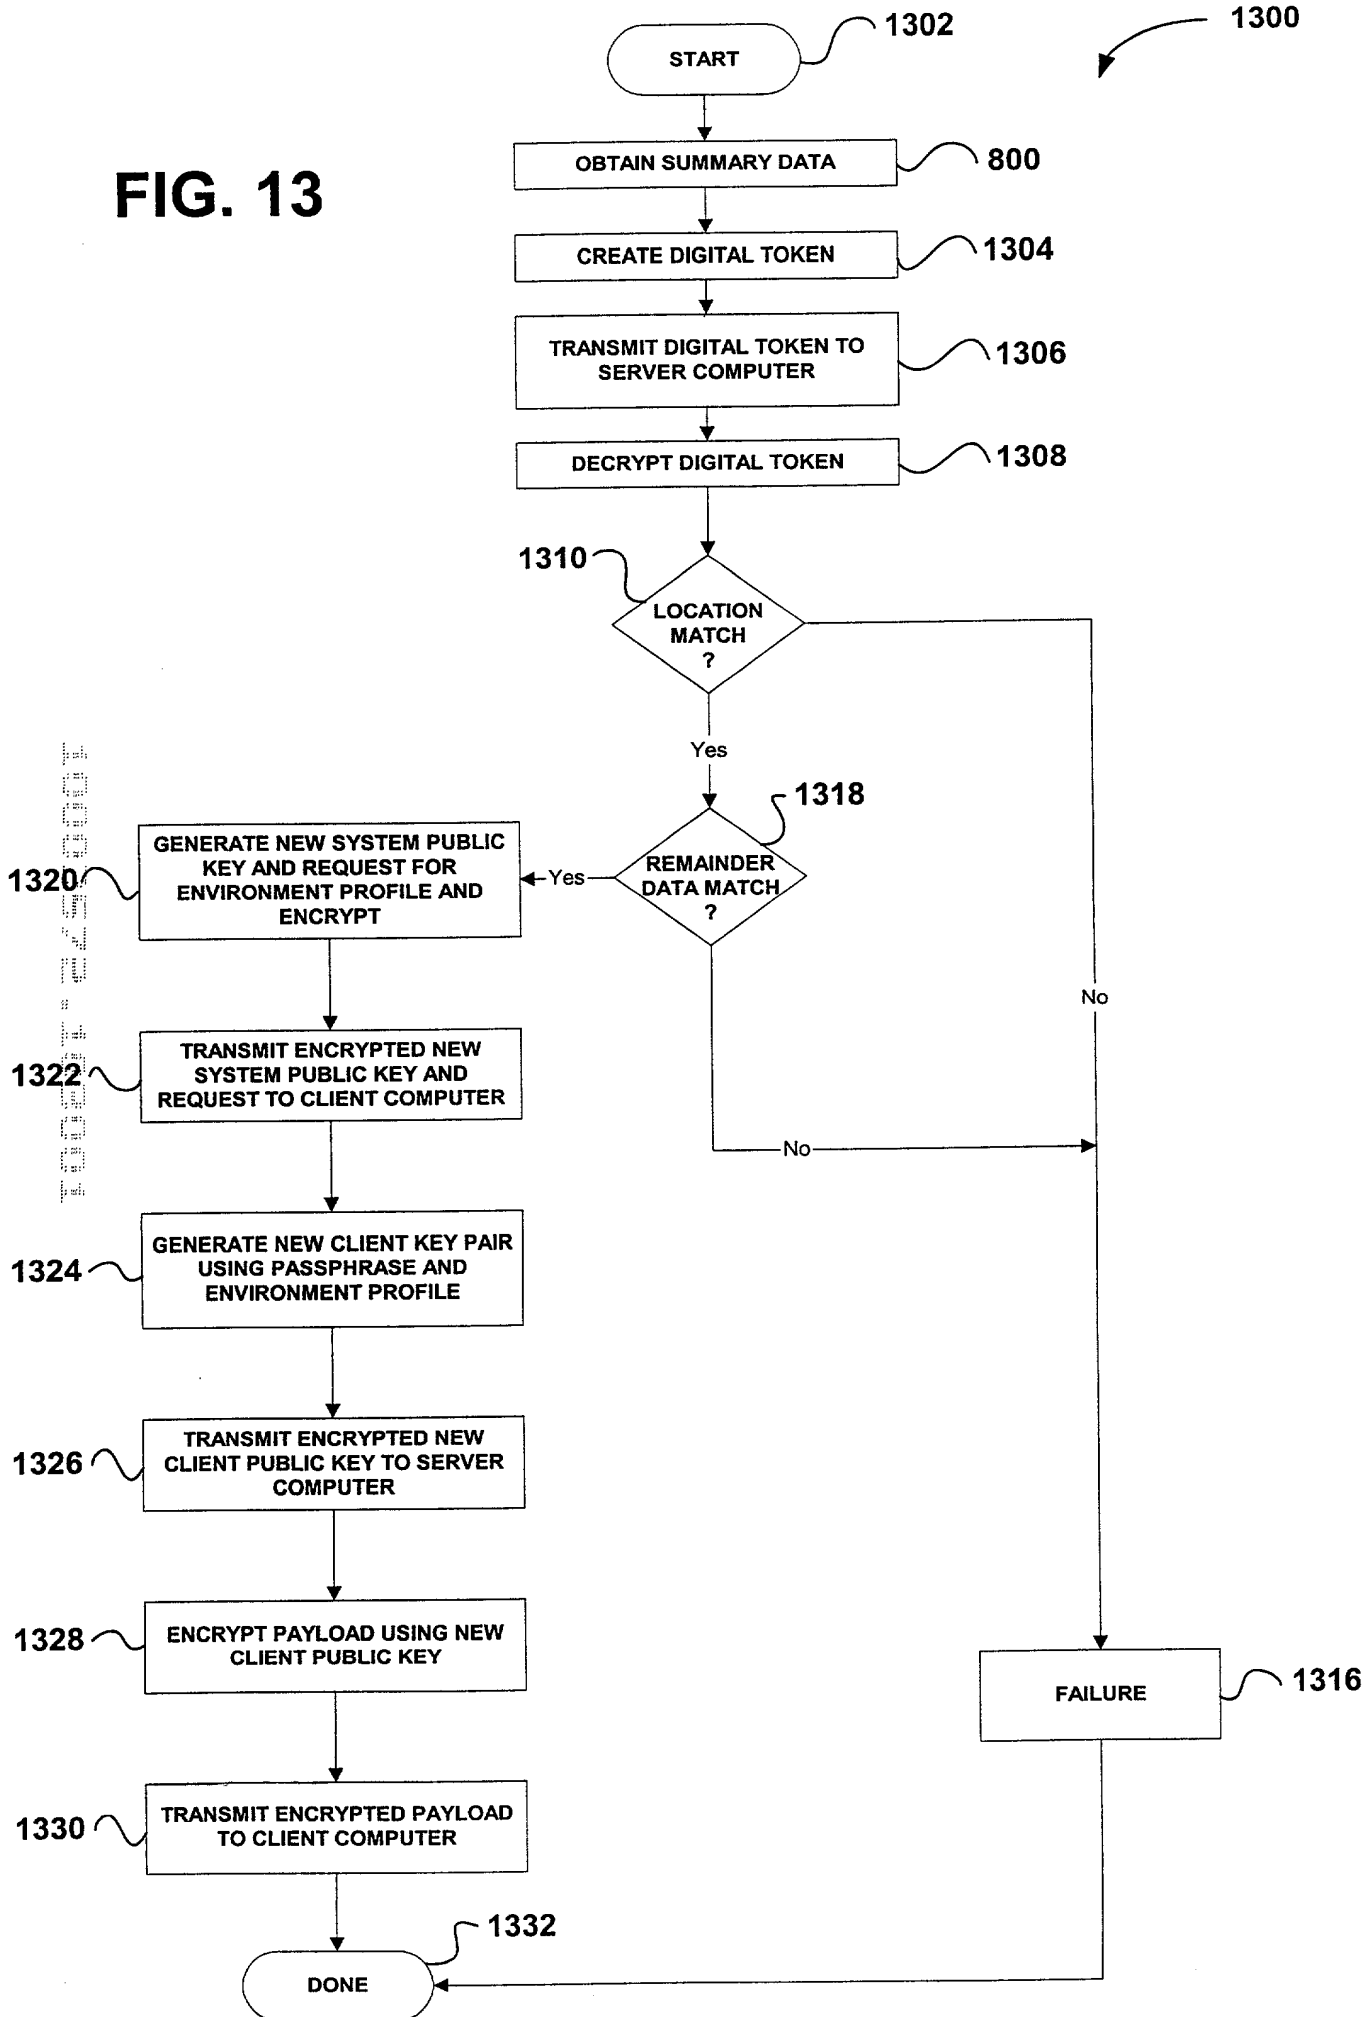 1302
1300
START
FIG. 13
OBTAIN SUMMARY DATA
800
CREATE DIGITAL TOKEN
1304
TRANSMIT DIGITAL TOKEN TO
SERVER COMPUTER
1306
DECRYPT DIGITAL TOKEN
1308
1310
LOCATION
MATCH
?
Yes
No
1318
REMAINDER
DATA MATCH
?
Yes
No
1320
GENERATE NEW SYSTEM PUBLIC
KEY AND REQUEST FOR
ENVIRONMENT PROFILE AND
ENCRYPT
1322
TRANSMIT ENCRYPTED NEW
SYSTEM PUBLIC KEY AND
REQUEST TO CLIENT COMPUTER
1324
GENERATE NEW CLIENT KEY PAIR
USING PASSPHRASE AND
ENVIRONMENT PROFILE
1326
TRANSMIT ENCRYPTED NEW
CLIENT PUBLIC KEY TO SERVER
COMPUTER
1328
ENCRYPT PAYLOAD USING NEW
CLIENT PUBLIC KEY
FAILURE
1316
1330
TRANSMIT ENCRYPTED PAYLOAD
TO CLIENT COMPUTER
1332
DONE